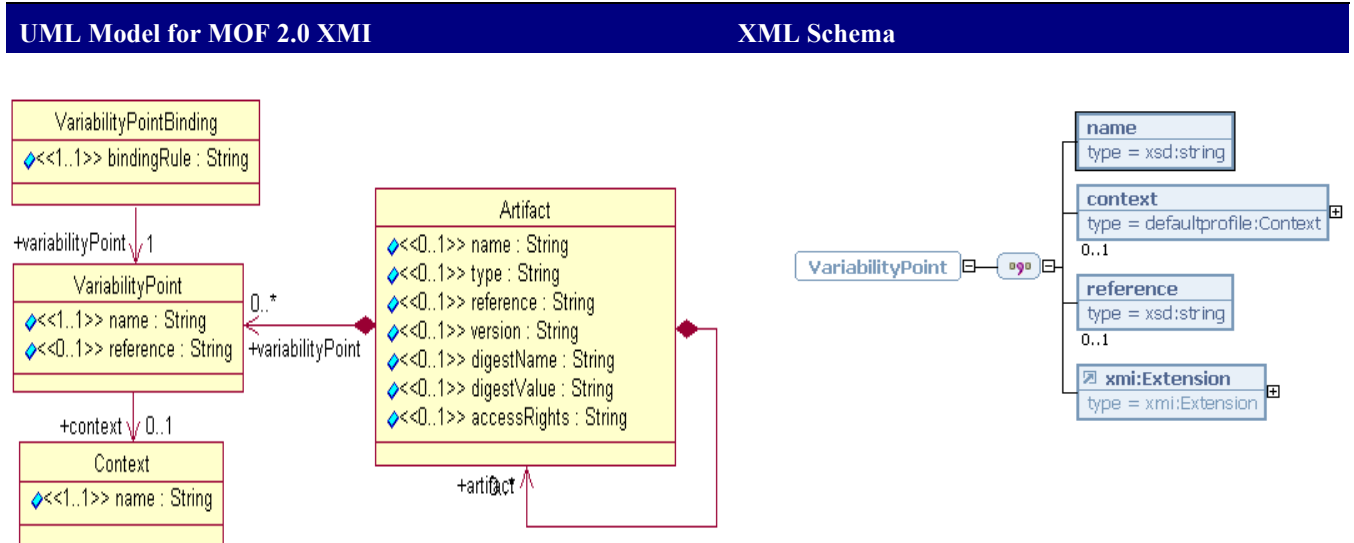 UML Model for MOF 2.0 XMI
XML Schema
VariabilityPointBinding
<<1..1>> bindingRule : String
+variabilityPoint
1
VariabilityPoint
<<1..1>> name : String
<<0..1>> reference : String
+context
0..1
Context
<<1..1>> name : String
0..*
+variabilityPoint
Artifact
<<0..1>> name : String
<<0..1>> type : String
<<0..1>> reference : String
<<0..1>> version : String
<<0..1>> digestName : String
<<0..1>> digestValue : String
<<0..1>> accessRights : String
+artifact
0..*
VariabilityPoint
name
type = xsd:string
context
type = defaultprofile:Context
0..1
reference
type = xsd:string
0..1
xmi:Extension
type = xmi:Extension